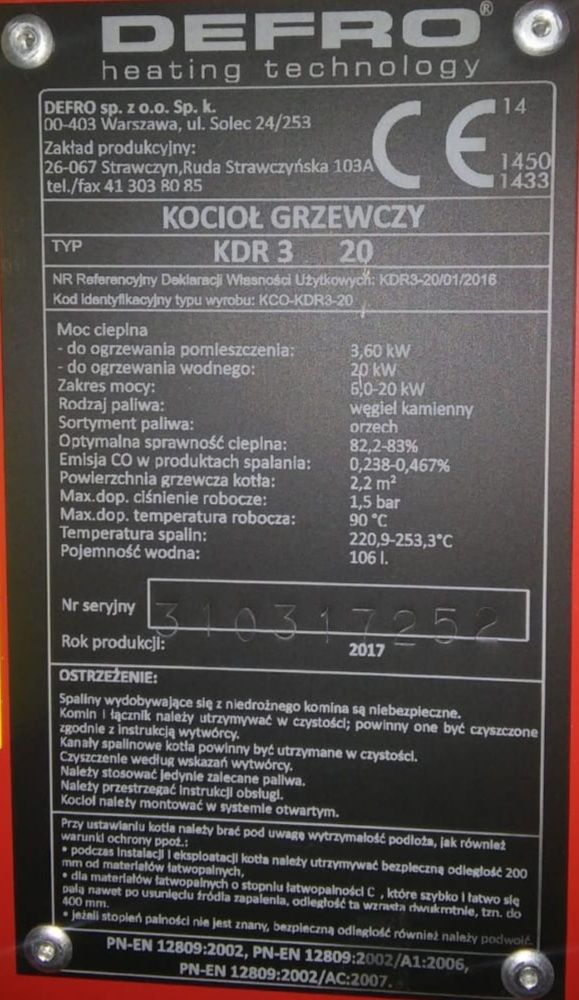 DEFRO®
heating technology
DEFRO sp. z o.o. Sp. k.
00-403 Warszawa, ul. Solec 24/253
Zakład produkcyjny:
26-067 Strawczyn,Ruda Strawczyńska 103A
tel./fax 41 303 80 85
CE 14
1450
1433
KOCIOŁ GRZEWCZY
TYP KDR 3 20
NR Referencyjny Deklaracji Własności Użytkowych: KDR3-20/01/2016
Kod identyfikacyjny typu wyrobu: KCO-KDR3-20
Moc cieplna
- do ogrzewania pomieszczenia: 3,60 kW
- do ogrzewania wodnego: 20 kW
Zakres mocy: 6,0-20 kW
Rodzaj paliwa: węgiel kamienny
Sortyment paliwa: orzech
Optymalna sprawność cieplna: 82,2-83%
Emisja CO w produktach spalania: 0,238-0,467%
Powierzchnia grzewcza kotła: 2,2 m²
Max.dop. ciśnienie robocze: 1,5 bar
Max.dop. temperatura robocza: 90 °C
Temperatura spalin: 220,9-253,3°C
Pojemność wodna: 106 l.
Nr seryjny 310317252
Rok produkcji: 2017
OSTRZEŻENIE:
Spaliny wydobywające się z niedrożnego komina są niebezpieczne.
Komin i łącznik należy utrzymywać w czystości; powinny one być czyszczone
zgodnie z instrukcją wytwórcy.
Kanały spalinowe kotła powinny być utrzymane w czystości.
Czyszczenie według wskazań wytwórcy.
Należy stosować jedynie zalecane paliwa.
Należy przestrzegać instrukcji obsługi.
Kocioł należy montować w systemie otwartym.
Przy ustawianiu kotła należy brać pod uwagę wytrzymałość podłoża, jak również
warunki ochrony ppoż.:
• podczas instalacji i eksploatacji kotła należy utrzymywać bezpieczną odległość 200
mm od materiałów łatwopalnych,
• dla materiałów łatwopalnych o stopniu łatwopalności C , które szybko i łatwo się
palą nawet po usunięciu źródła zapalenia, odległość ta wzrasta dwukrotnie, tzn. do
400 mm.
• jeżeli stopień palności nie jest znany, bezpieczną odległość również należy podwoić.
PN-EN 12809:2002, PN-EN 12809:2002/A1:2006,
PN-EN 12809:2002/AC:2007.